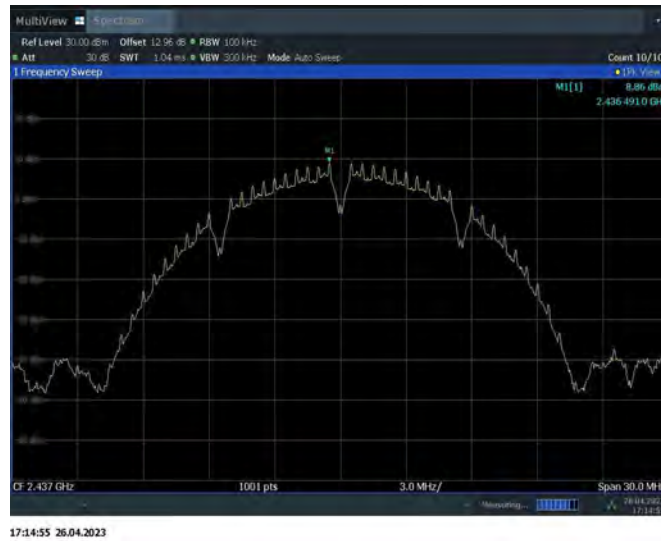 MultiView Spectrum
Ref Level 30.00 dBm Offset 12.96 dB RBW 100 kHz
Att 30 dB SWT 1.04 ms VBW 300 kHz Mode Auto Sweep Count 10/10
1 Frequency Sweep 1Pk View
M1[1] 8.86 dBm
2.436 4910 GHz
M1
CF 2.437 GHz 1001 pts 3.0 MHz/ Span 30.0 MHz
Measuring...
17:14:55 26.04.2023